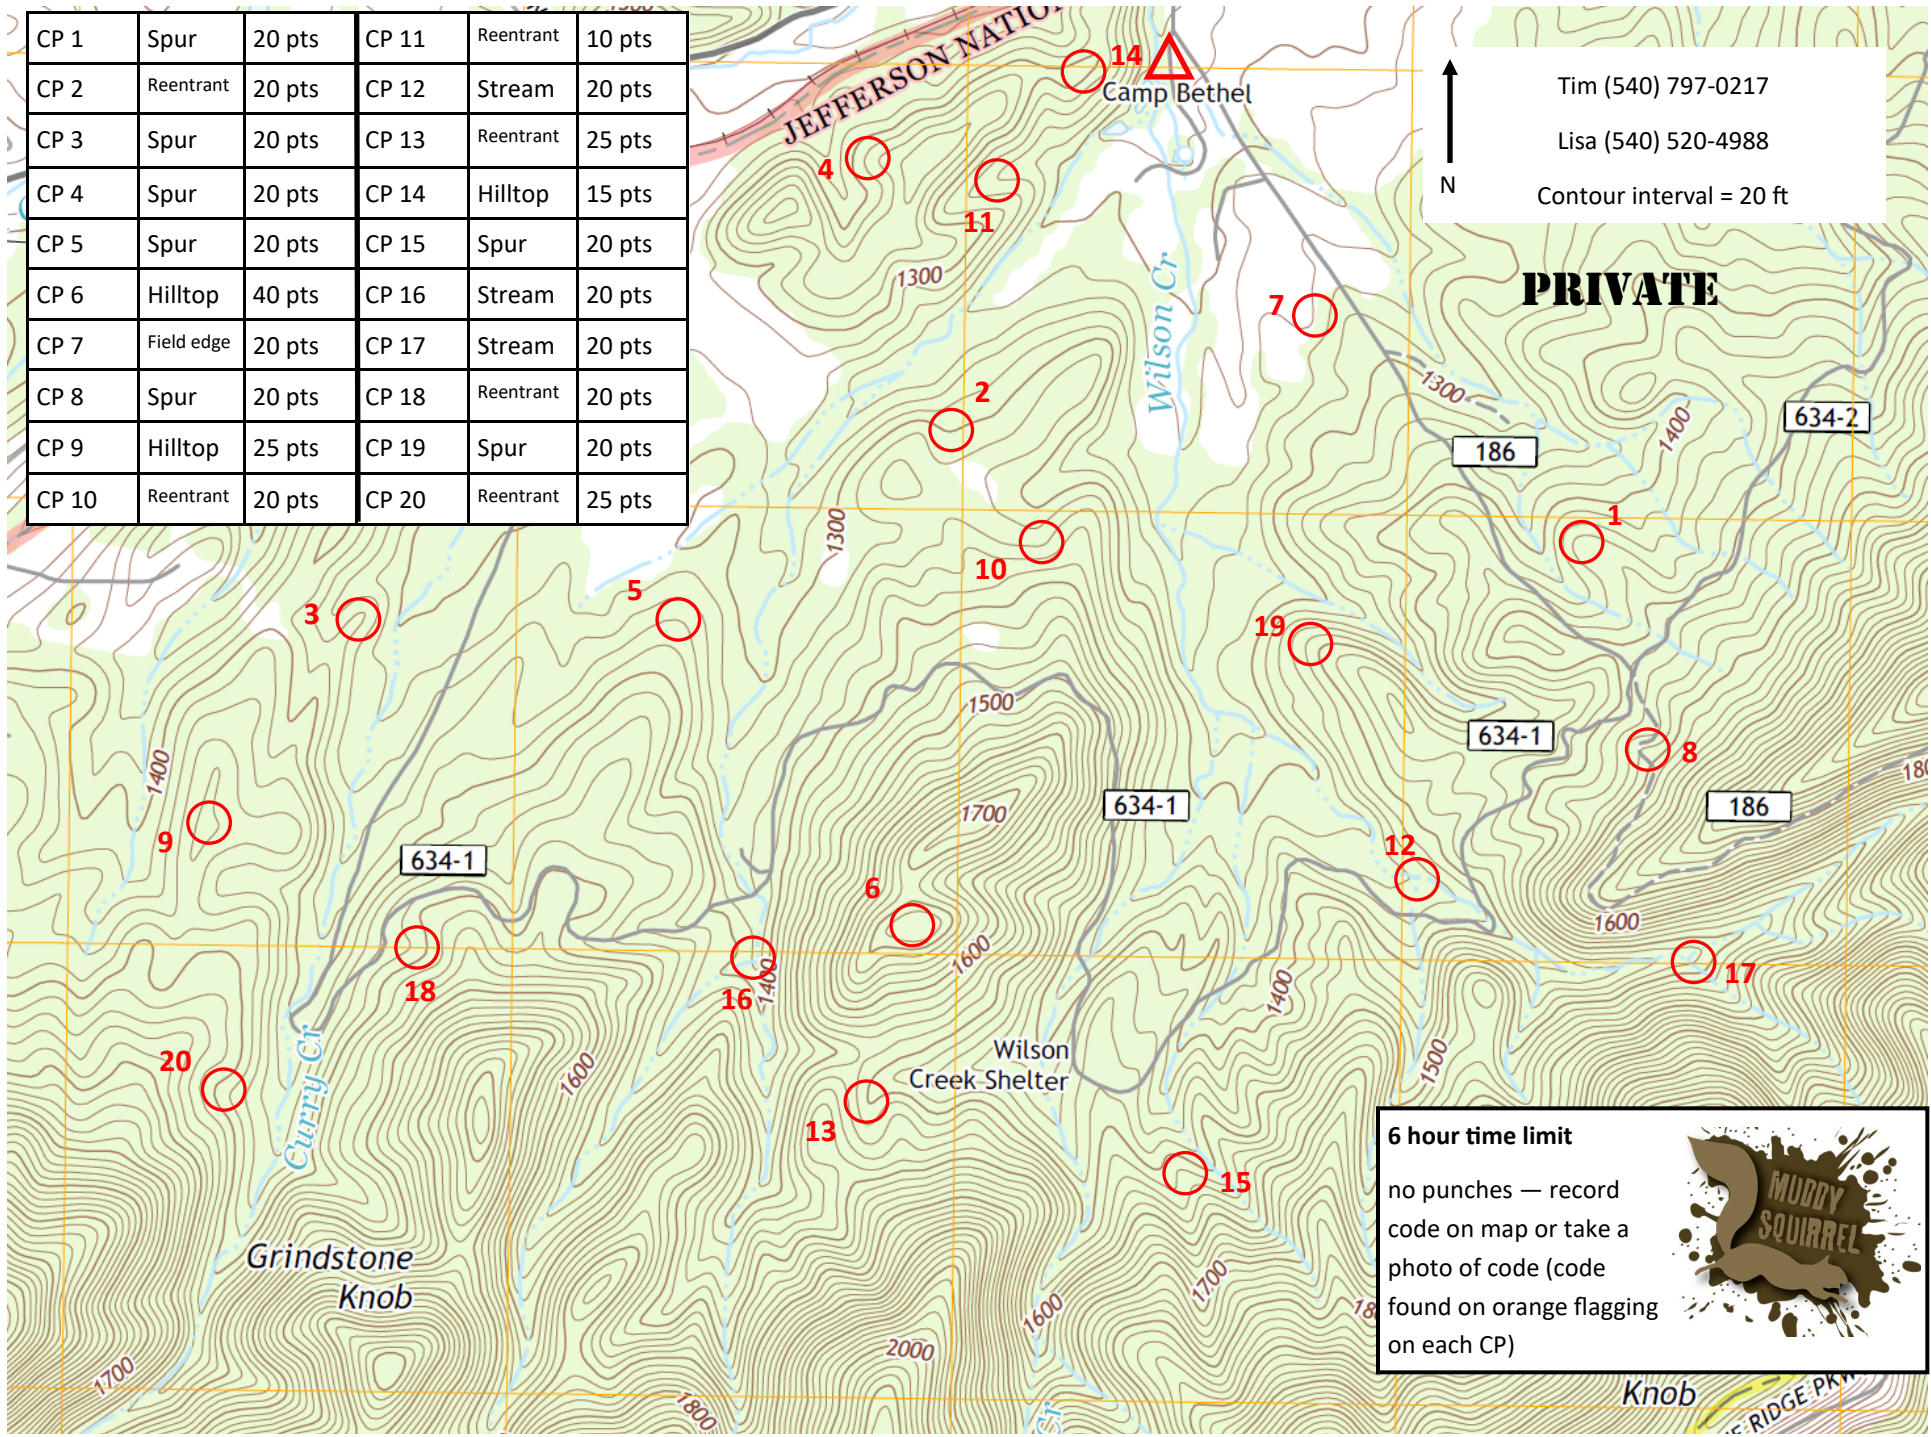 CP 1 Spur 20 pts CP 11 Reentrant 10 pts
CP 2 Reentrant 20 pts CP 12 Stream 20 pts
CP 3 Spur 20 pts CP 13 Reentrant 25 pts
CP 4 Spur 20 pts CP 14 Hilltop 15 pts
CP 5 Spur 20 pts CP 15 Spur 20 pts
CP 6 Hilltop 40 pts CP 16 Stream 20 pts
CP 7 Field edge 20 pts CP 17 Stream 20 pts
CP 8 Spur 20 pts CP 18 Reentrant 20 pts
CP 9 Hilltop 25 pts CP 19 Spur 20 pts
CP 10 Reentrant 20 pts CP 20 Reentrant 25 pts
JEFFERSON NATIO
14
Camp Bethel
N
Tim (540) 797-0217
Lisa (540) 520-4988
Contour interval = 20 ft
4
11
1300
PRIVATE
7
Wilson Cr
2
1300
1400
634-2
186
1300
10
1
3
5
19
1500
634-1
8
1400
1700
634-1
186
180
9
634-1
12
6
1600
1600
18
16
1400
1400
17
20
Curry Cr
1600
Wilson
Creek Shelter
1500
13
15
Grindstone
Knob
1700
1600
18
2000
1700
1800
Cr
6 hour time limit
no punches — record
code on map or take a
photo of code (code
found on orange flagging
on each CP)
MUDDY
SQUIRREL
Knob
E RIDGE PKW